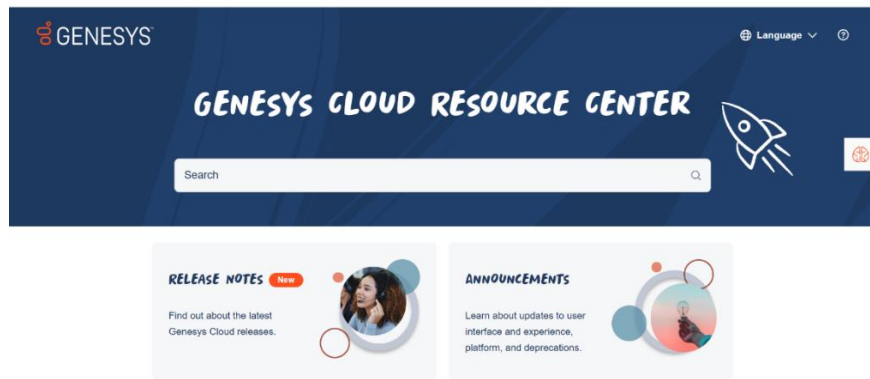 GENESYS™
Language
GENESYS CLOUD RESOURCE CENTER
Search
RELEASE NOTES New
Find out about the latest
Genesys Cloud releases.
ANNOUNCEMENTS
Learn about updates to user
interface and experience,
platform, and deprecations.